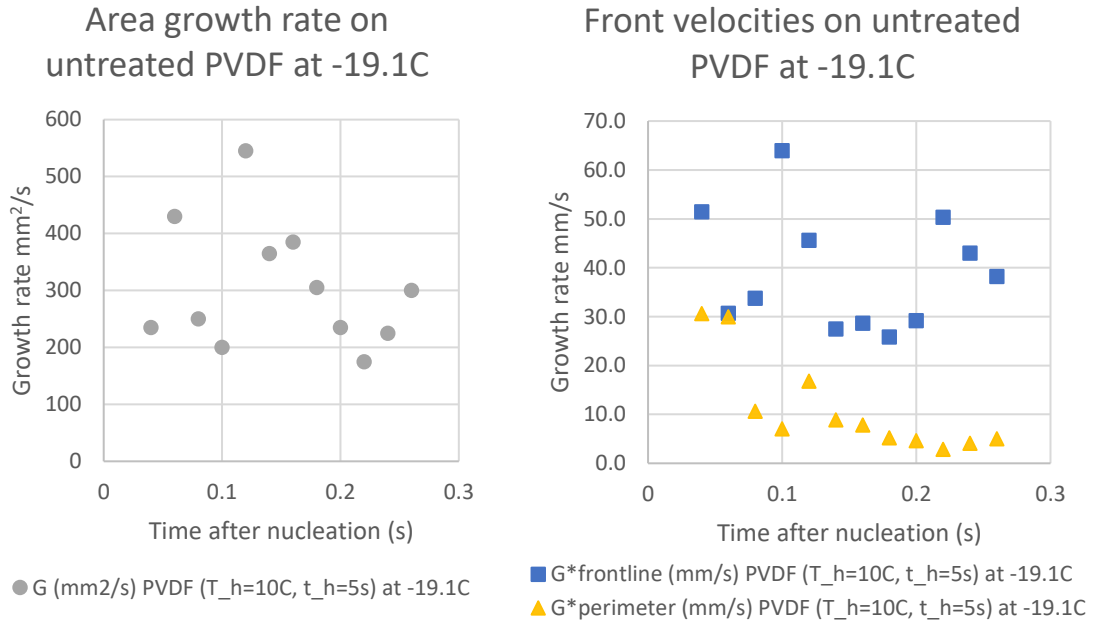 Area growth rate on
untreated PVDF at -19.1C
600
500
400
300
200
100
0
0
0.1
0.2
0.3
Growth rate mm²/s
Time after nucleation (s)
G (mm2/s) PVDF (T_h=10C, t_h=5s) at -19.1C
Front velocities on untreated
PVDF at -19.1C
70.0
60.0
50.0
40.0
30.0
20.0
10.0
0.0
0
0.1
0.2
0.3
Growth rate mm/s
Time after nucleation (s)
G*frontline (mm/s) PVDF (T_h=10C, t_h=5s) at -19.1C
G*perimeter (mm/s) PVDF (T_h=10C, t_h=5s) at -19.1C